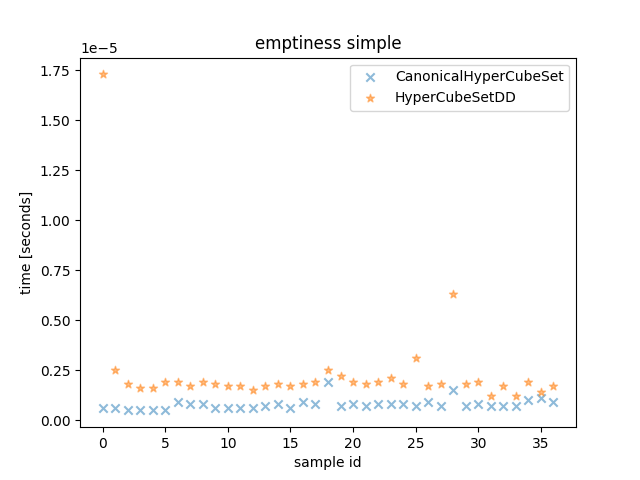 emptiness simple
1e−5
CanonicalHyperCubeSet
HyperCubeSetDD
1.75
1.50
1.25
1.00
0.75
0.50
0.25
0.00
time [seconds]
0 5 10 15 20 25 30 35
sample id